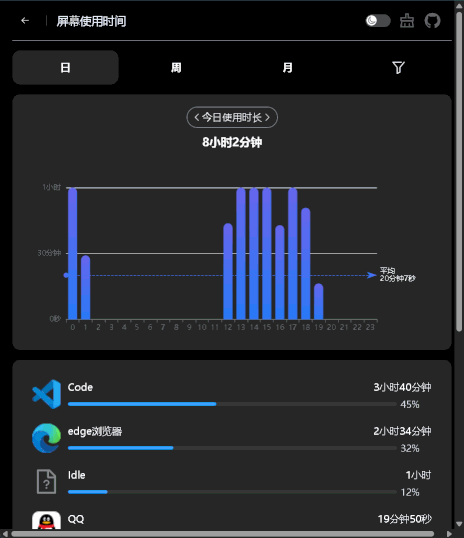 屏幕使用时间
日 周 月
今日使用时长
8小时2分钟
1小时
30分钟
平均
20分钟7秒
0秒
0 1 2 3 4 5 6 7 8 9 10 11 12 13 14 15 16 17 18 19 20 21 22 23
Code 3小时40分钟
45%
edge浏览器 2小时34分钟
32%
Idle 1小时
12%
QQ 19分钟50秒